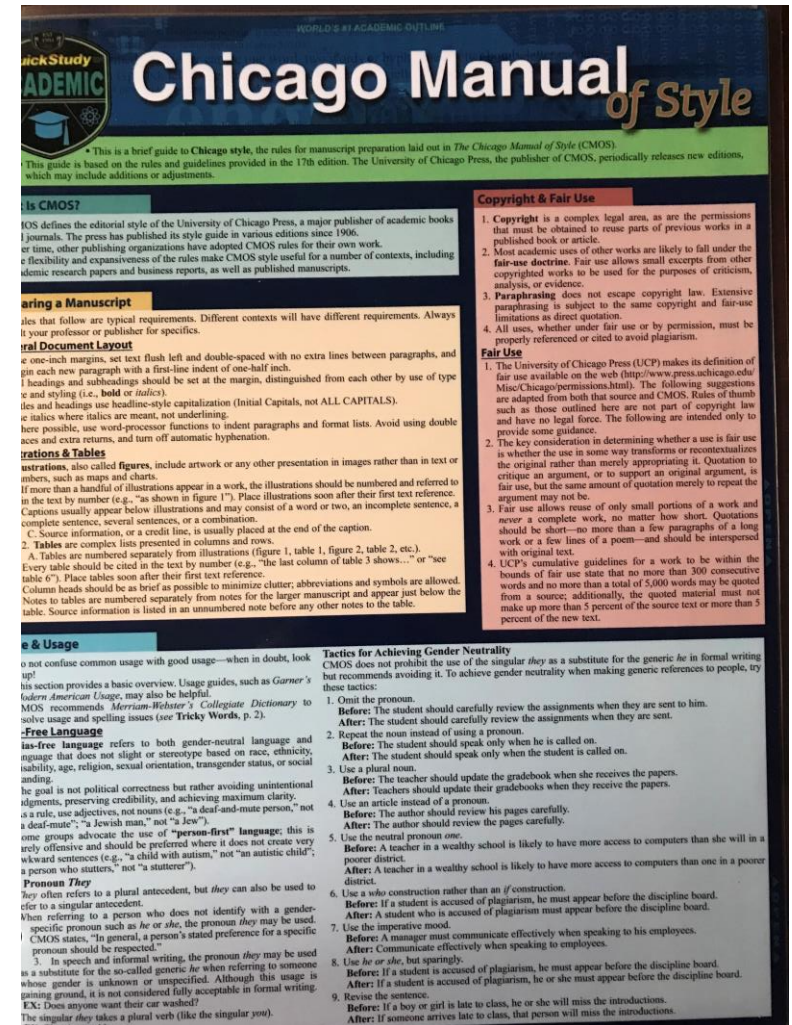 WORLD'S #1 ACADEMIC OUTLINE
uickStudy
ADEMIC
Chicago Manual
of Style
• This is a brief guide to Chicago style, the rules for manuscript preparation laid out in The Chicago Manual of Style (CMOS).
• This guide is based on the rules and guidelines provided in the 17th edition. The University of Chicago Press, the publisher of CMOS, periodically releases new editions,
which may include additions or adjustments.
t Is CMOS?
MOS defines the editorial style of the University of Chicago Press, a major publisher of academic books
d journals. The press has published its style guide in various editions since 1906.
er time, other publishing organizations have adopted CMOS rules for their own work.
e flexibility and expansiveness of the rules make CMOS style useful for a number of contexts, including
ademic research papers and business reports, as well as published manuscripts.
aring a Manuscript
ules that follow are typical requirements. Different contexts will have different requirements. Always
lt your professor or publisher for specifics.
eral Document Layout
e one-inch margins, set text flush left and double-spaced with no extra lines between paragraphs, and
gin each new paragraph with a first-line indent of one-half inch.
l headings and subheadings should be set at the margin, distinguished from each other by use of type
e and styling (i.e., bold or italics).
tles and headings use headline-style capitalization (Initial Capitals, not ALL CAPITALS).
se italics where italics are meant, not underlining.
here possible, use word-processor functions to indent paragraphs and format lists. Avoid using double
aces and extra returns, and turn off automatic hyphenation.
trations & Tables
ustrations, also called figures, include artwork or any other presentation in images rather than in text or
mbers, such as maps and charts.
If more than a handful of illustrations appear in a work, the illustrations should be numbered and referred to
in the text by number (e.g., "as shown in figure 1"). Place illustrations soon after their first text reference.
Captions usually appear below illustrations and may consist of a word or two, an incomplete sentence, a
complete sentence, several sentences, or a combination.
C. Source information, or a credit line, is usually placed at the end of the caption.
2. Tables are complex lists presented in columns and rows.
A. Tables are numbered separately from illustrations (figure 1, table 1, figure 2, table 2, etc.).
Every table should be cited in the text by number (e.g., "the last column of table 3 shows…" or "see
table 6"). Place tables soon after their first text reference.
Column heads should be as brief as possible to minimize clutter; abbreviations and symbols are allowed.
Notes to tables are numbered separately from notes for the larger manuscript and appear just below the
table. Source information is listed in an unnumbered note before any other notes to the table.
Copyright & Fair Use
1. Copyright is a complex legal area, as are the permissions
that must be obtained to reuse parts of previous works in a
published book or article.
2. Most academic uses of other works are likely to fall under the
fair-use doctrine. Fair use allows small excerpts from other
copyrighted works to be used for the purposes of criticism,
analysis, or evidence.
3. Paraphrasing does not escape copyright law. Extensive
paraphrasing is subject to the same copyright and fair-use
limitations as direct quotation.
4. All uses, whether under fair use or by permission, must be
properly referenced or cited to avoid plagiarism.
Fair Use
1. The University of Chicago Press (UCP) makes its definition of
fair use available on the web (http://www.press.uchicago.edu/
Misc/Chicago/permissions.html). The following suggestions
are adapted from both that source and CMOS. Rules of thumb
such as those outlined here are not part of copyright law
and have no legal force. The following are intended only to
provide some guidance.
2. The key consideration in determining whether a use is fair use
is whether the use in some way transforms or recontextualizes
the original rather than merely appropriating it. Quotation to
critique an argument, or to support an original argument, is
fair use, but the same amount of quotation merely to repeat the
argument may not be.
3. Fair use allows reuse of only small portions of a work and
never a complete work, no matter how short. Quotations
should be short—no more than a few paragraphs of a long
work or a few lines of a poem—and should be interspersed
with original text.
4. UCP's cumulative guidelines for a work to be within the
bounds of fair use state that no more than 300 consecutive
words and no more than a total of 5,000 words may be quoted
from a source; additionally, the quoted material must not
make up more than 5 percent of the source text or more than 5
percent of the new text.
e & Usage
o not confuse common usage with good usage—when in doubt, look
up!
his section provides a basic overview. Usage guides, such as Garner's
Modern American Usage, may also be helpful.
MOS recommends Merriam-Webster's Collegiate Dictionary to
solve usage and spelling issues (see Tricky Words, p. 2).
-Free Language
ias-free language refers to both gender-neutral language and
nguage that does not slight or stereotype based on race, ethnicity,
isability, age, religion, sexual orientation, transgender status, or social
anding.
he goal is not political correctness but rather avoiding unintentional
dgments, preserving credibility, and achieving maximum clarity.
s a rule, use adjectives, not nouns (e.g., "a deaf-and-mute person," not
a deaf-mute"; "a Jewish man," not "a Jew").
ome groups advocate the use of "person-first" language; this is
arely offensive and should be preferred where it does not create very
wkward sentences (e.g., "a child with autism," not "an autistic child";
a person who stutters," not "a stutterer").
Pronoun They
They often refers to a plural antecedent, but they can also be used to
efer to a singular antecedent.
When referring to a person who does not identify with a gender-
specific pronoun such as he or she, the pronoun they may be used.
CMOS states, "In general, a person's stated preference for a specific
pronoun should be respected."
3. In speech and informal writing, the pronoun they may be used
as a substitute for the so-called generic he when referring to someone
whose gender is unknown or unspecified. Although this usage is
gaining ground, it is not considered fully acceptable in formal writing.
EX: Does anyone want their car washed?
The singular they takes a plural verb (like the singular you).
Tactics for Achieving Gender Neutrality
CMOS does not prohibit the use of the singular they as a substitute for the generic he in formal writing
but recommends avoiding it. To achieve gender neutrality when making generic references to people, try
these tactics:
1. Omit the pronoun.
Before: The student should carefully review the assignments when they are sent to him.
After: The student should carefully review the assignments when they are sent.
2. Repeat the noun instead of using a pronoun.
Before: The student should speak only when he is called on.
After: The student should speak only when the student is called on.
3. Use a plural noun.
Before: The teacher should update the gradebook when she receives the papers.
After: Teachers should update their gradebooks when they receive the papers.
4. Use an article instead of a pronoun.
Before: The author should review his pages carefully.
After: The author should review the pages carefully.
5. Use the neutral pronoun one.
Before: A teacher in a wealthy school is likely to have more access to computers than she will in a
poorer district.
After: A teacher in a wealthy school is likely to have more access to computers than one in a poorer
district.
6. Use a who construction rather than an if construction.
Before: If a student is accused of plagiarism, he must appear before the discipline board.
After: A student who is accused of plagiarism must appear before the discipline board.
7. Use the imperative mood.
Before: A manager must communicate effectively when speaking to his employees.
After: Communicate effectively when speaking to employees.
8. Use he or she, but sparingly.
Before: If a student is accused of plagiarism, he must appear before the discipline board.
After: If a student is accused of plagiarism, he or she must appear before the discipline board.
9. Revise the sentence.
Before: If a boy or girl is late to class, he or she will miss the introductions.
After: If someone arrives late to class, that person will miss the introductions.